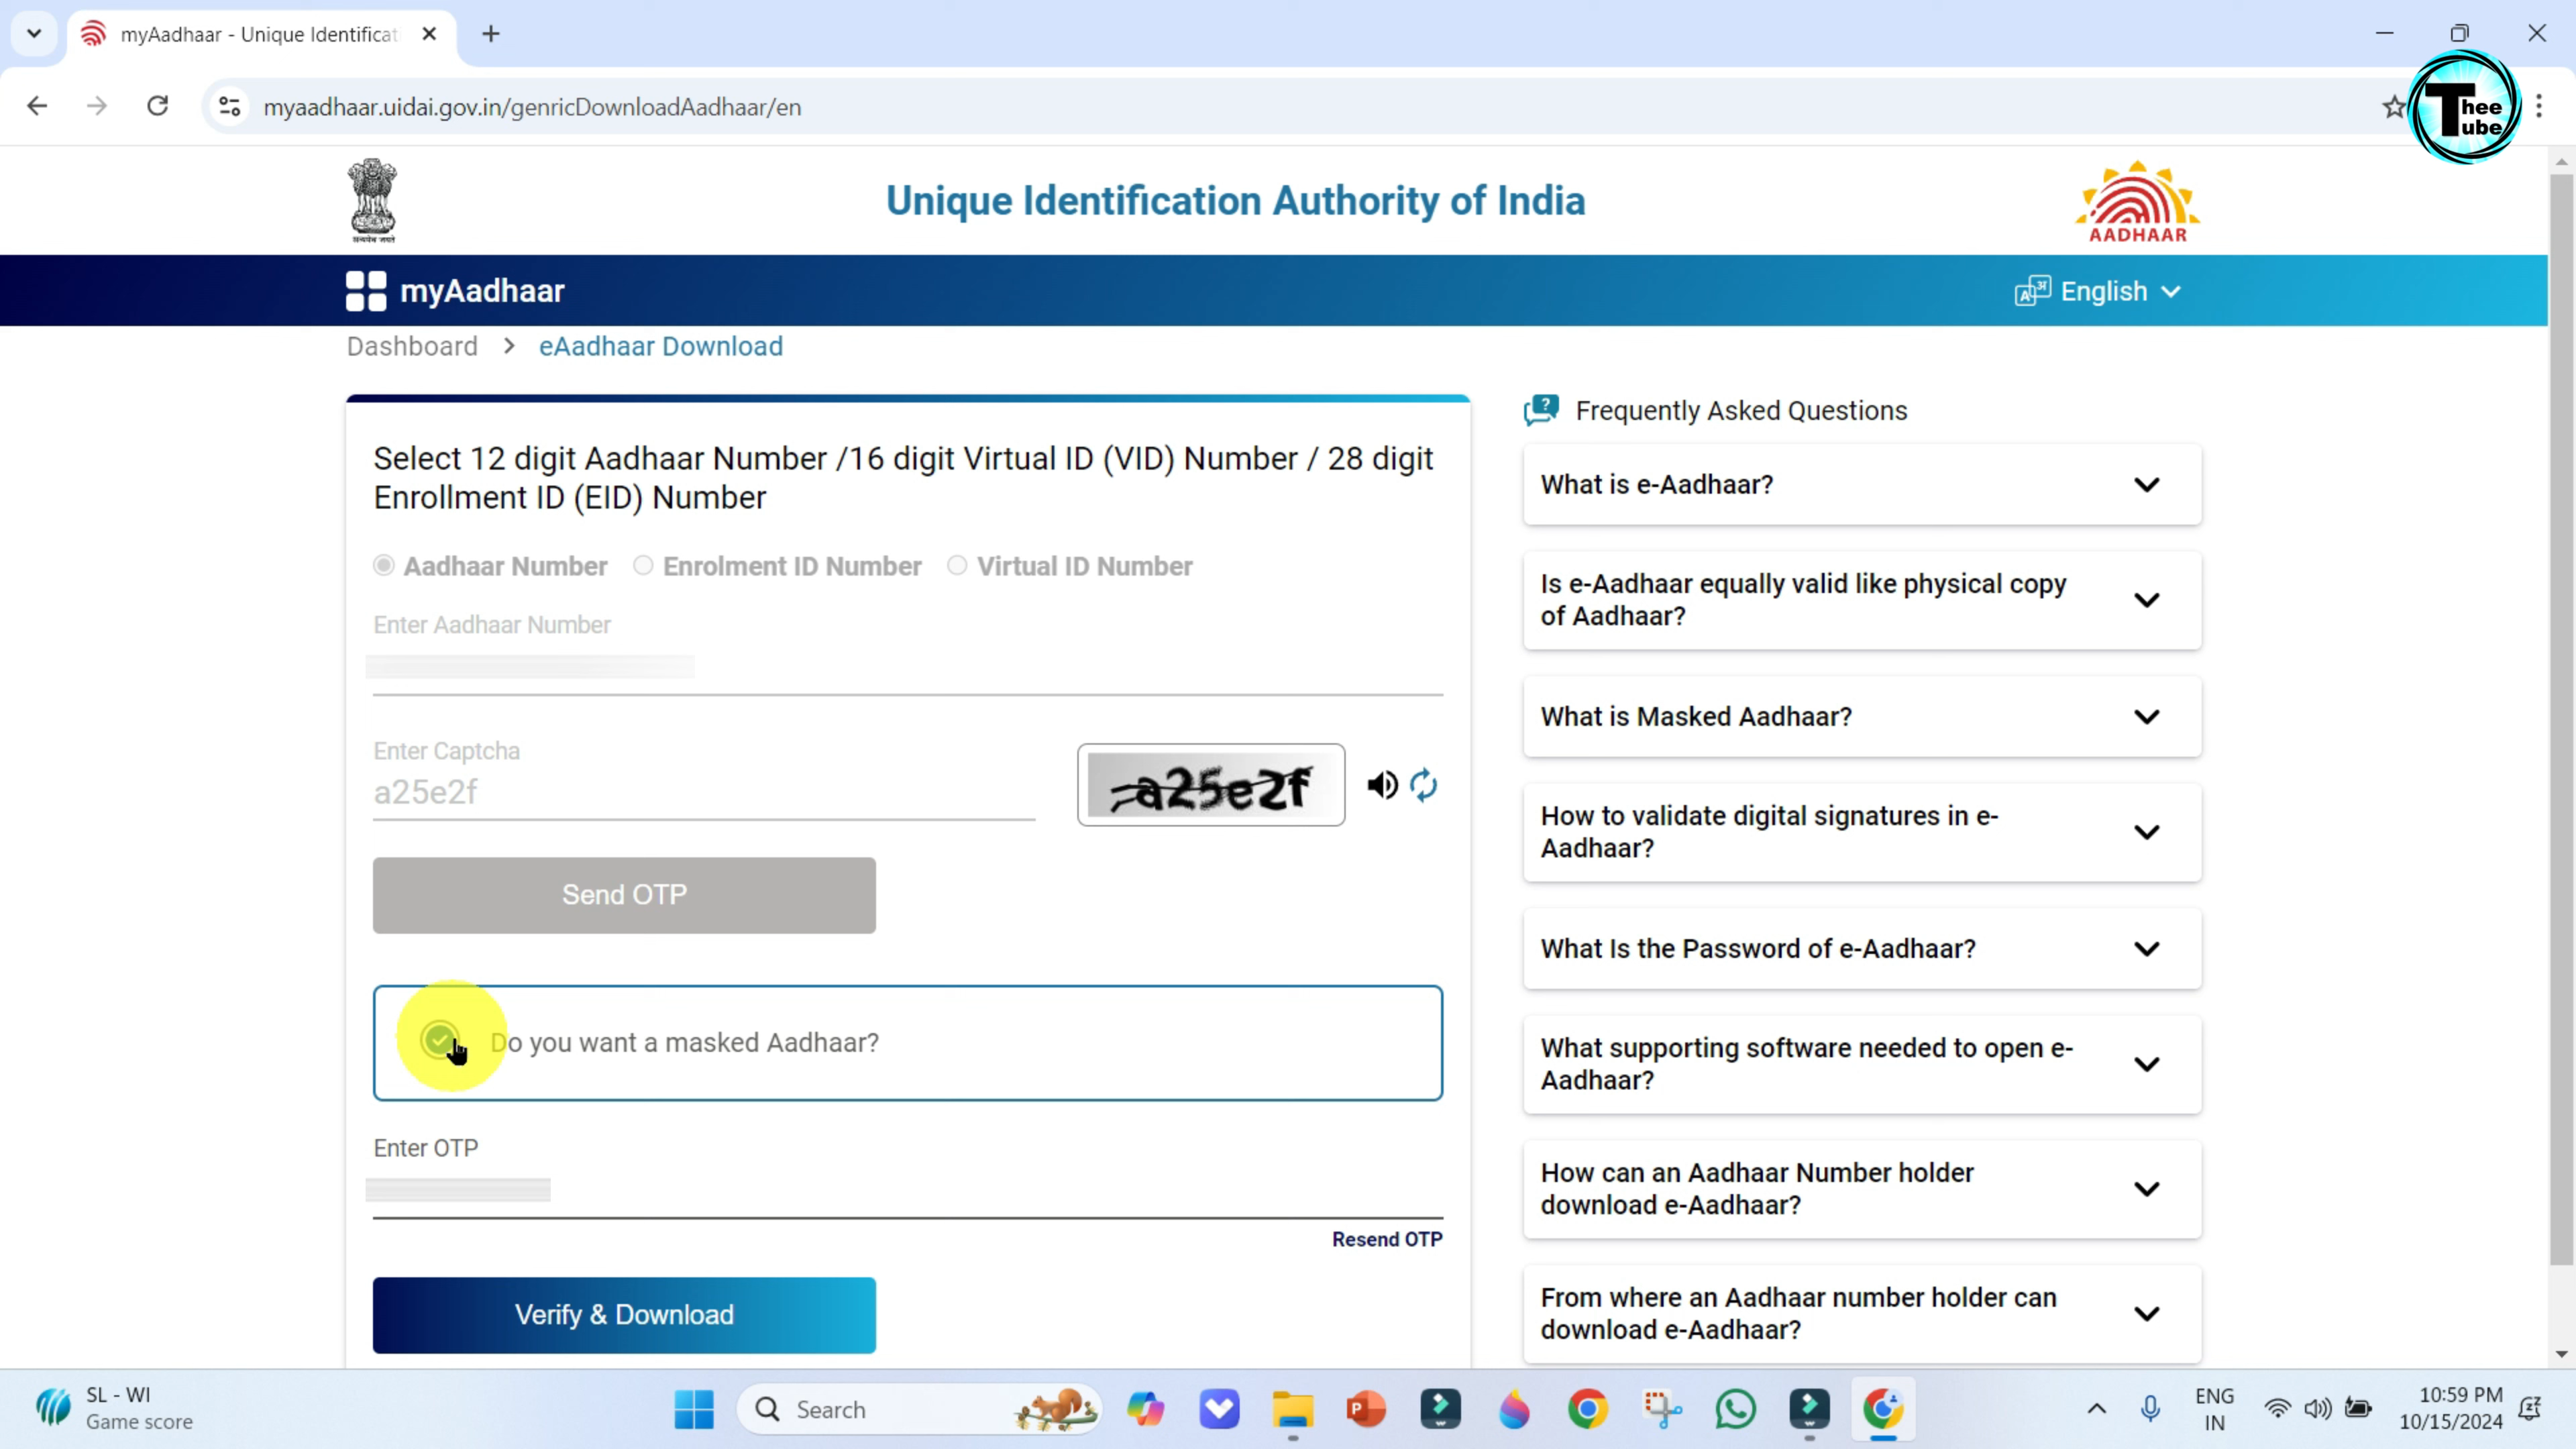 myAadhaar - Unique Identificat
myaadhaar.uidai.gov.in/genricDownloadAadhaar/en
Thee
Tube
सत्यमेव जयते
Unique Identification Authority of India
AADHAAR
myAadhaar
English
Dashboard > eAadhaar Download
Select 12 digit Aadhaar Number /16 digit Virtual ID (VID) Number / 28 digit
Enrollment ID (EID) Number
Aadhaar Number Enrolment ID Number Virtual ID Number
Enter Aadhaar Number
Enter Captcha
a25e2f
a25e2f
Send OTP
Do you want a masked Aadhaar?
Enter OTP
Resend OTP
Verify & Download
Frequently Asked Questions
What is e-Aadhaar?
Is e-Aadhaar equally valid like physical copy
of Aadhaar?
What is Masked Aadhaar?
How to validate digital signatures in e-
Aadhaar?
What Is the Password of e-Aadhaar?
What supporting software needed to open e-
Aadhaar?
How can an Aadhaar Number holder
download e-Aadhaar?
From where an Aadhaar number holder can
download e-Aadhaar?
SL - WI
Game score
Search
ENG
IN
10:59 PM
10/15/2024